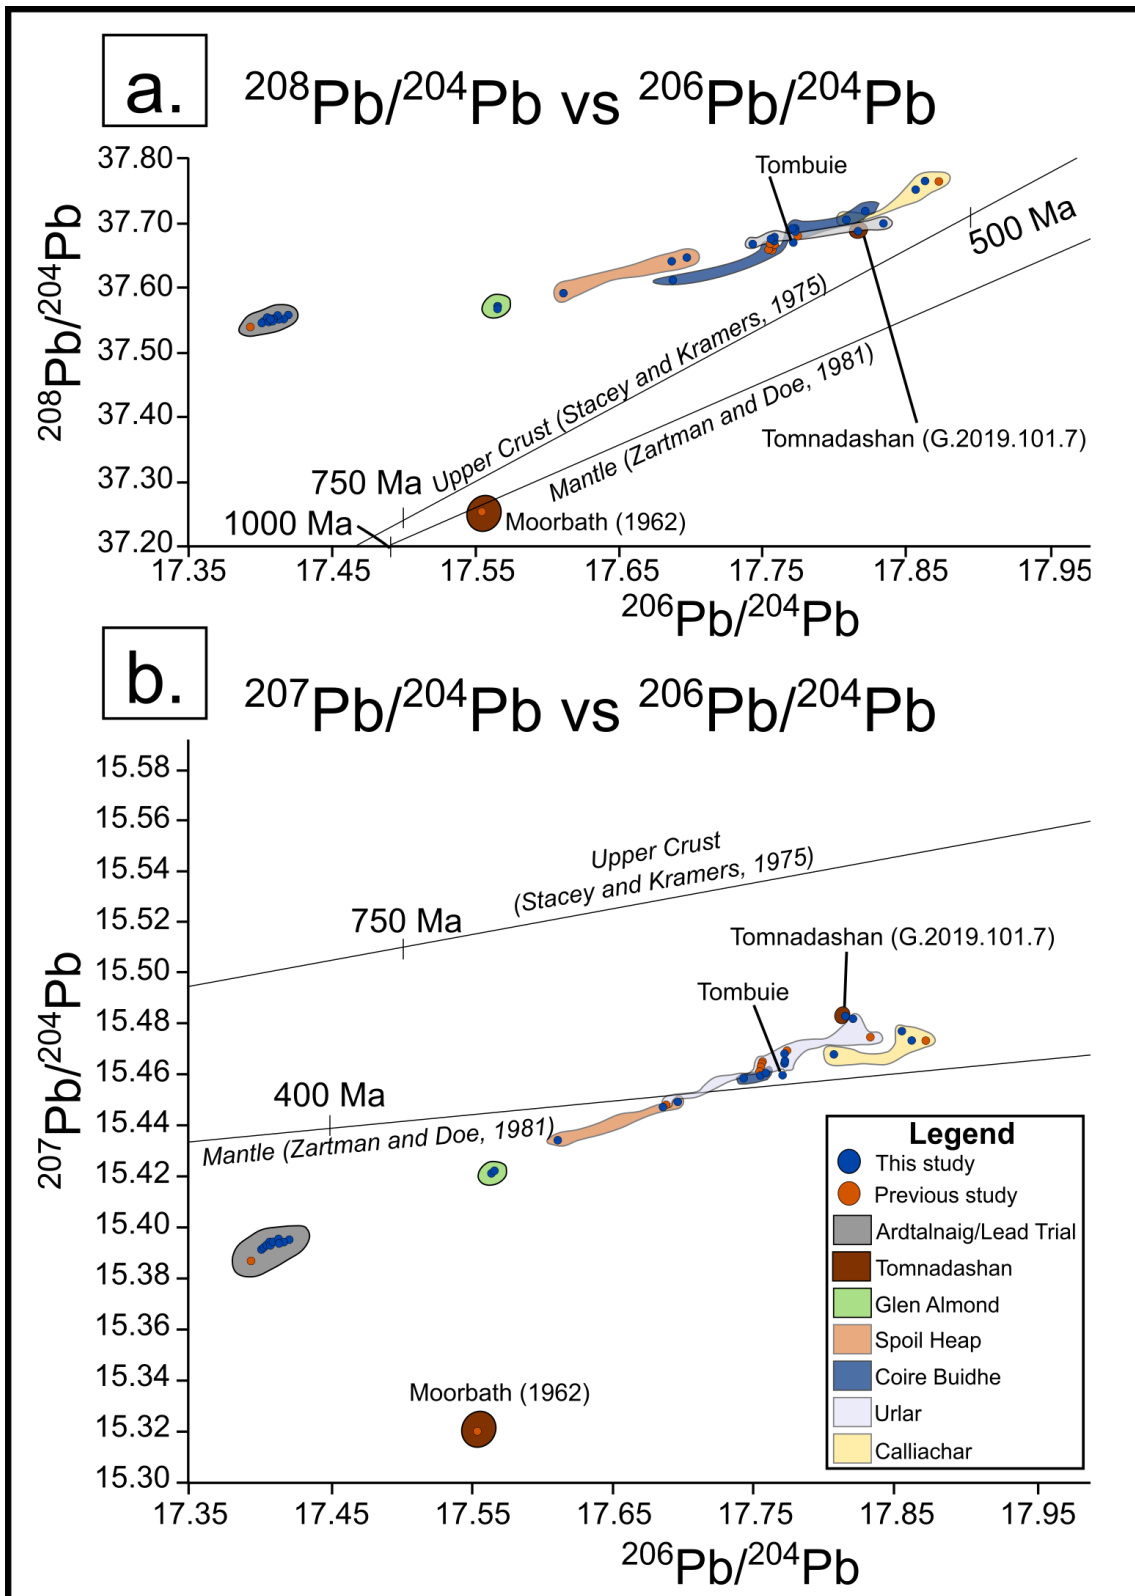 a.
²⁰⁸Pb/²⁰⁴Pb vs ²⁰⁶Pb/²⁰⁴Pb
37.80
37.70
37.60
37.50
37.40
37.30
37.20
²⁰⁸Pb/²⁰⁴Pb
Tombuie
500 Ma
Upper Crust (Stacey and Kramers, 1975)
Mantle (Zartman and Doe, 1981)
Tomnadashan (G.2019.101.7)
750 Ma
1000 Ma
Moorbath (1962)
17.35 17.45 17.55 17.65 17.75 17.85 17.95
²⁰⁶Pb/²⁰⁴Pb
b.
²⁰⁷Pb/²⁰⁴Pb vs ²⁰⁶Pb/²⁰⁴Pb
15.58
15.56
15.54
15.52
15.50
15.48
15.46
15.44
15.42
15.40
15.38
15.36
15.34
15.32
15.30
²⁰⁷Pb/²⁰⁴Pb
Upper Crust
(Stacey and Kramers, 1975)
750 Ma
Tomnadashan (G.2019.101.7)
Tombuie
400 Ma
Mantle (Zartman and Doe, 1981)
Moorbath (1962)
Legend
This study
Previous study
Ardtalnaig/Lead Trial
Tomnadashan
Glen Almond
Spoil Heap
Coire Buidhe
Urlar
Calliachar
17.35 17.45 17.55 17.65 17.75 17.85 17.95
²⁰⁶Pb/²⁰⁴Pb